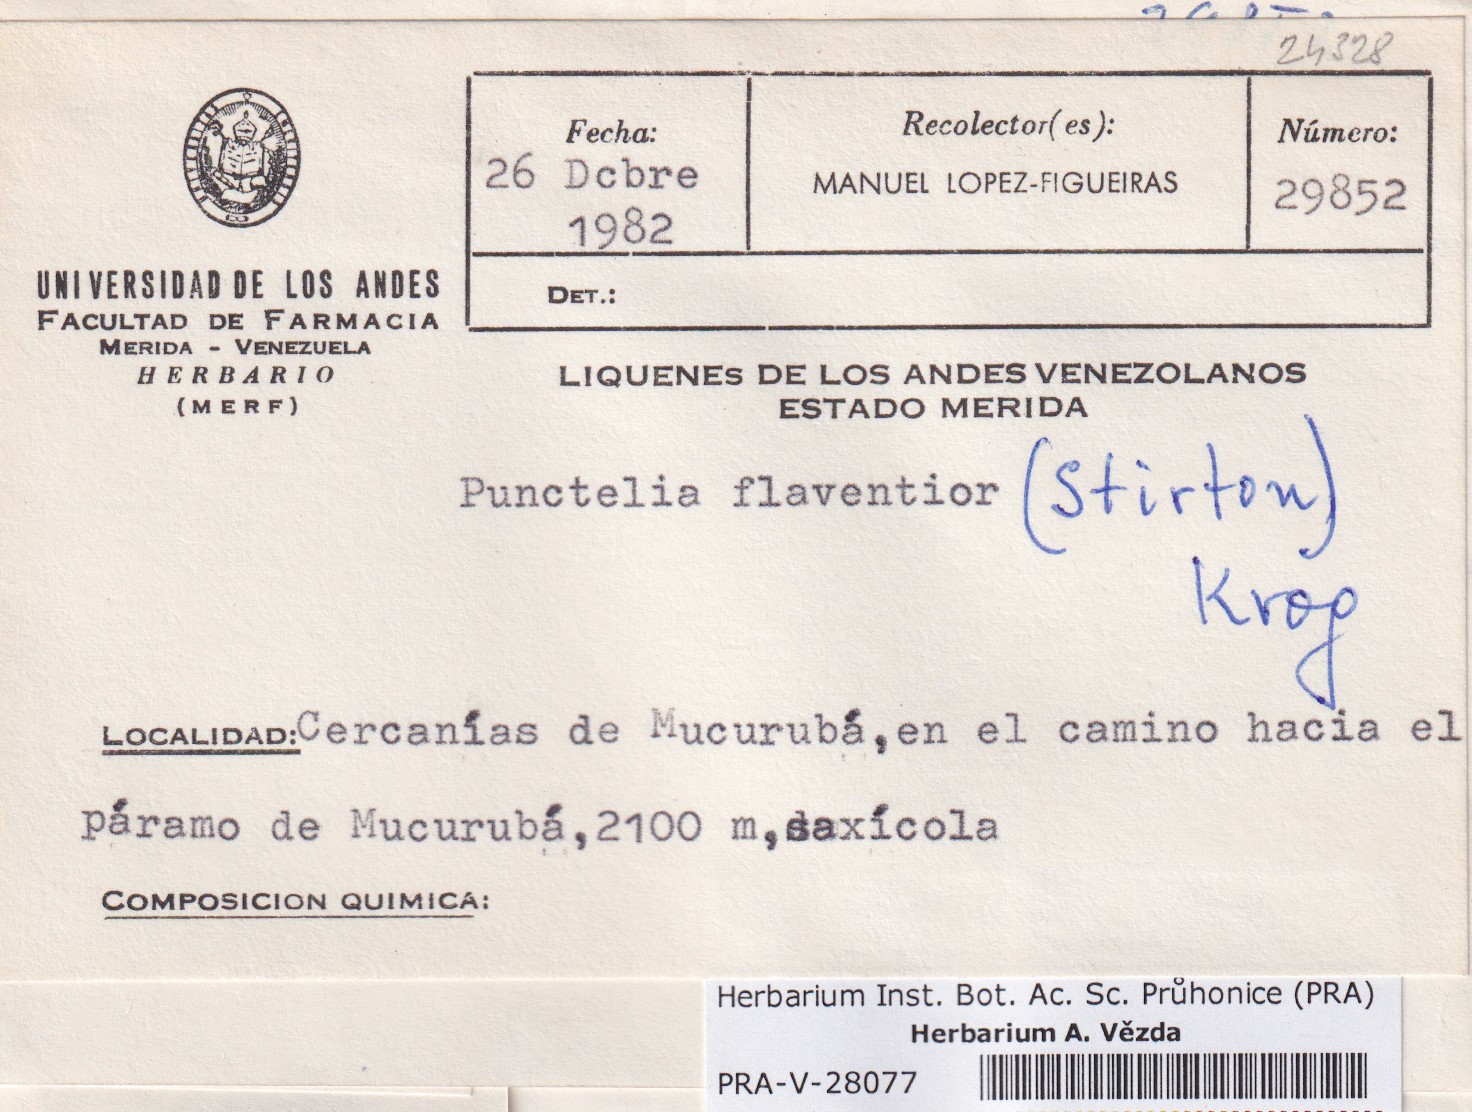 24328
Fecha:
26 Dcbre
1982
Recolector(es):
MANUEL LOPEZ-FIGUEIRAS
Número:
29852
DET.:
UNIVERSIDAD DE LOS ANDES
FACULTAD DE FARMACIA
MERIDA - VENEZUELA
HERBARIO
(MERF)
LIQUENES DE LOS ANDES VENEZOLANOS
ESTADO MERIDA
Punctelia flaventior (Stirton)
Krog
LOCALIDAD: Cercanías de Mucurubá, en el camino hacia el
páramo de Mucurubá, 2100 m, saxícola
COMPOSICION QUIMICA:
Herbarium Inst. Bot. Ac. Sc. Průhonice (PRA)
Herbarium A. Vězda
PRA-V-28077